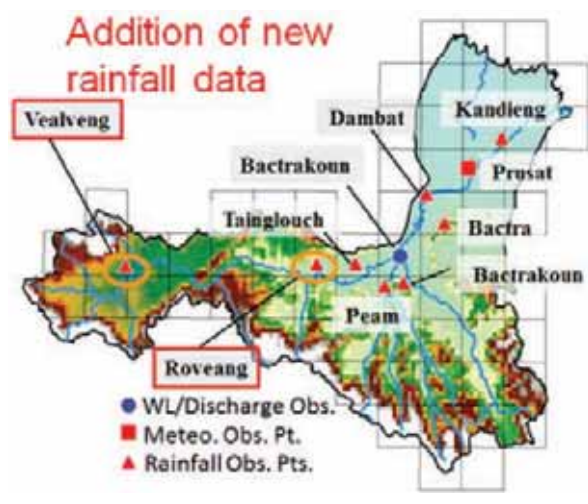 Addition of new
rainfall data
Vealveng
Dambat
Kandieng
Bactrakoun
Prusat
Tainglouch
Bactra
Bactrakoun
Peam
Roveang
WL/Discharge Obs.
Meteo. Obs. Pt.
Rainfall Obs. Pts.